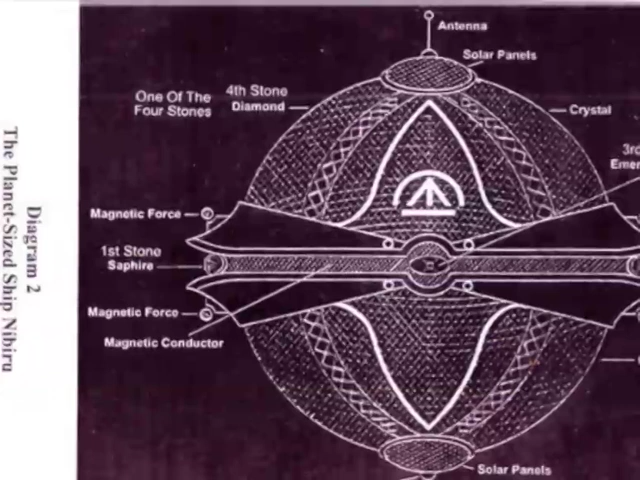 Diagram 2
The Planet-Sized Ship Nibiru
Antenna
Solar Panels
One Of The
Four Stones
4th Stone
Diamond
Crystal
3rd
Magnetic Force
1st Stone
Saphire
Magnetic Force
Magnetic Conductor
Solar Panels